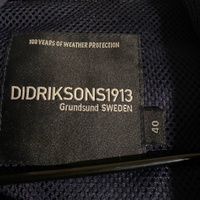 100 YEARS OF WEATHER PROTECTION
DIDRIKSONS1913
Grundsund SWEDEN
40